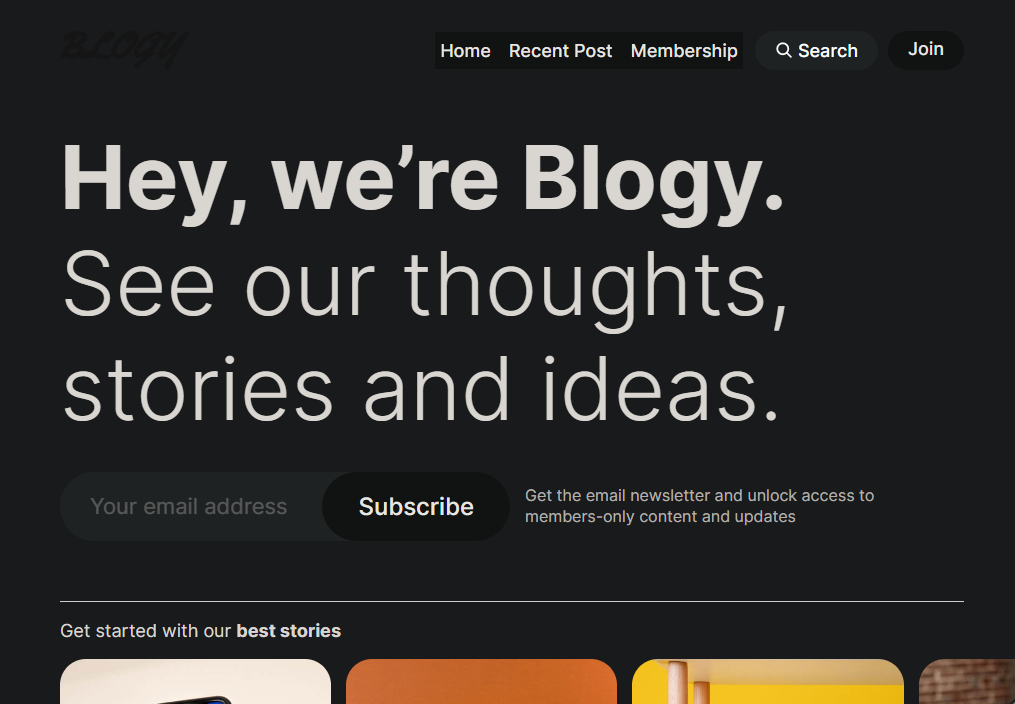 BLOGY
Home Recent Post Membership Search Join
Hey, we’re Blogy.
See our thoughts,
stories and ideas.
Your email address Subscribe
Get the email newsletter and unlock access to
members-only content and updates
Get started with our best stories